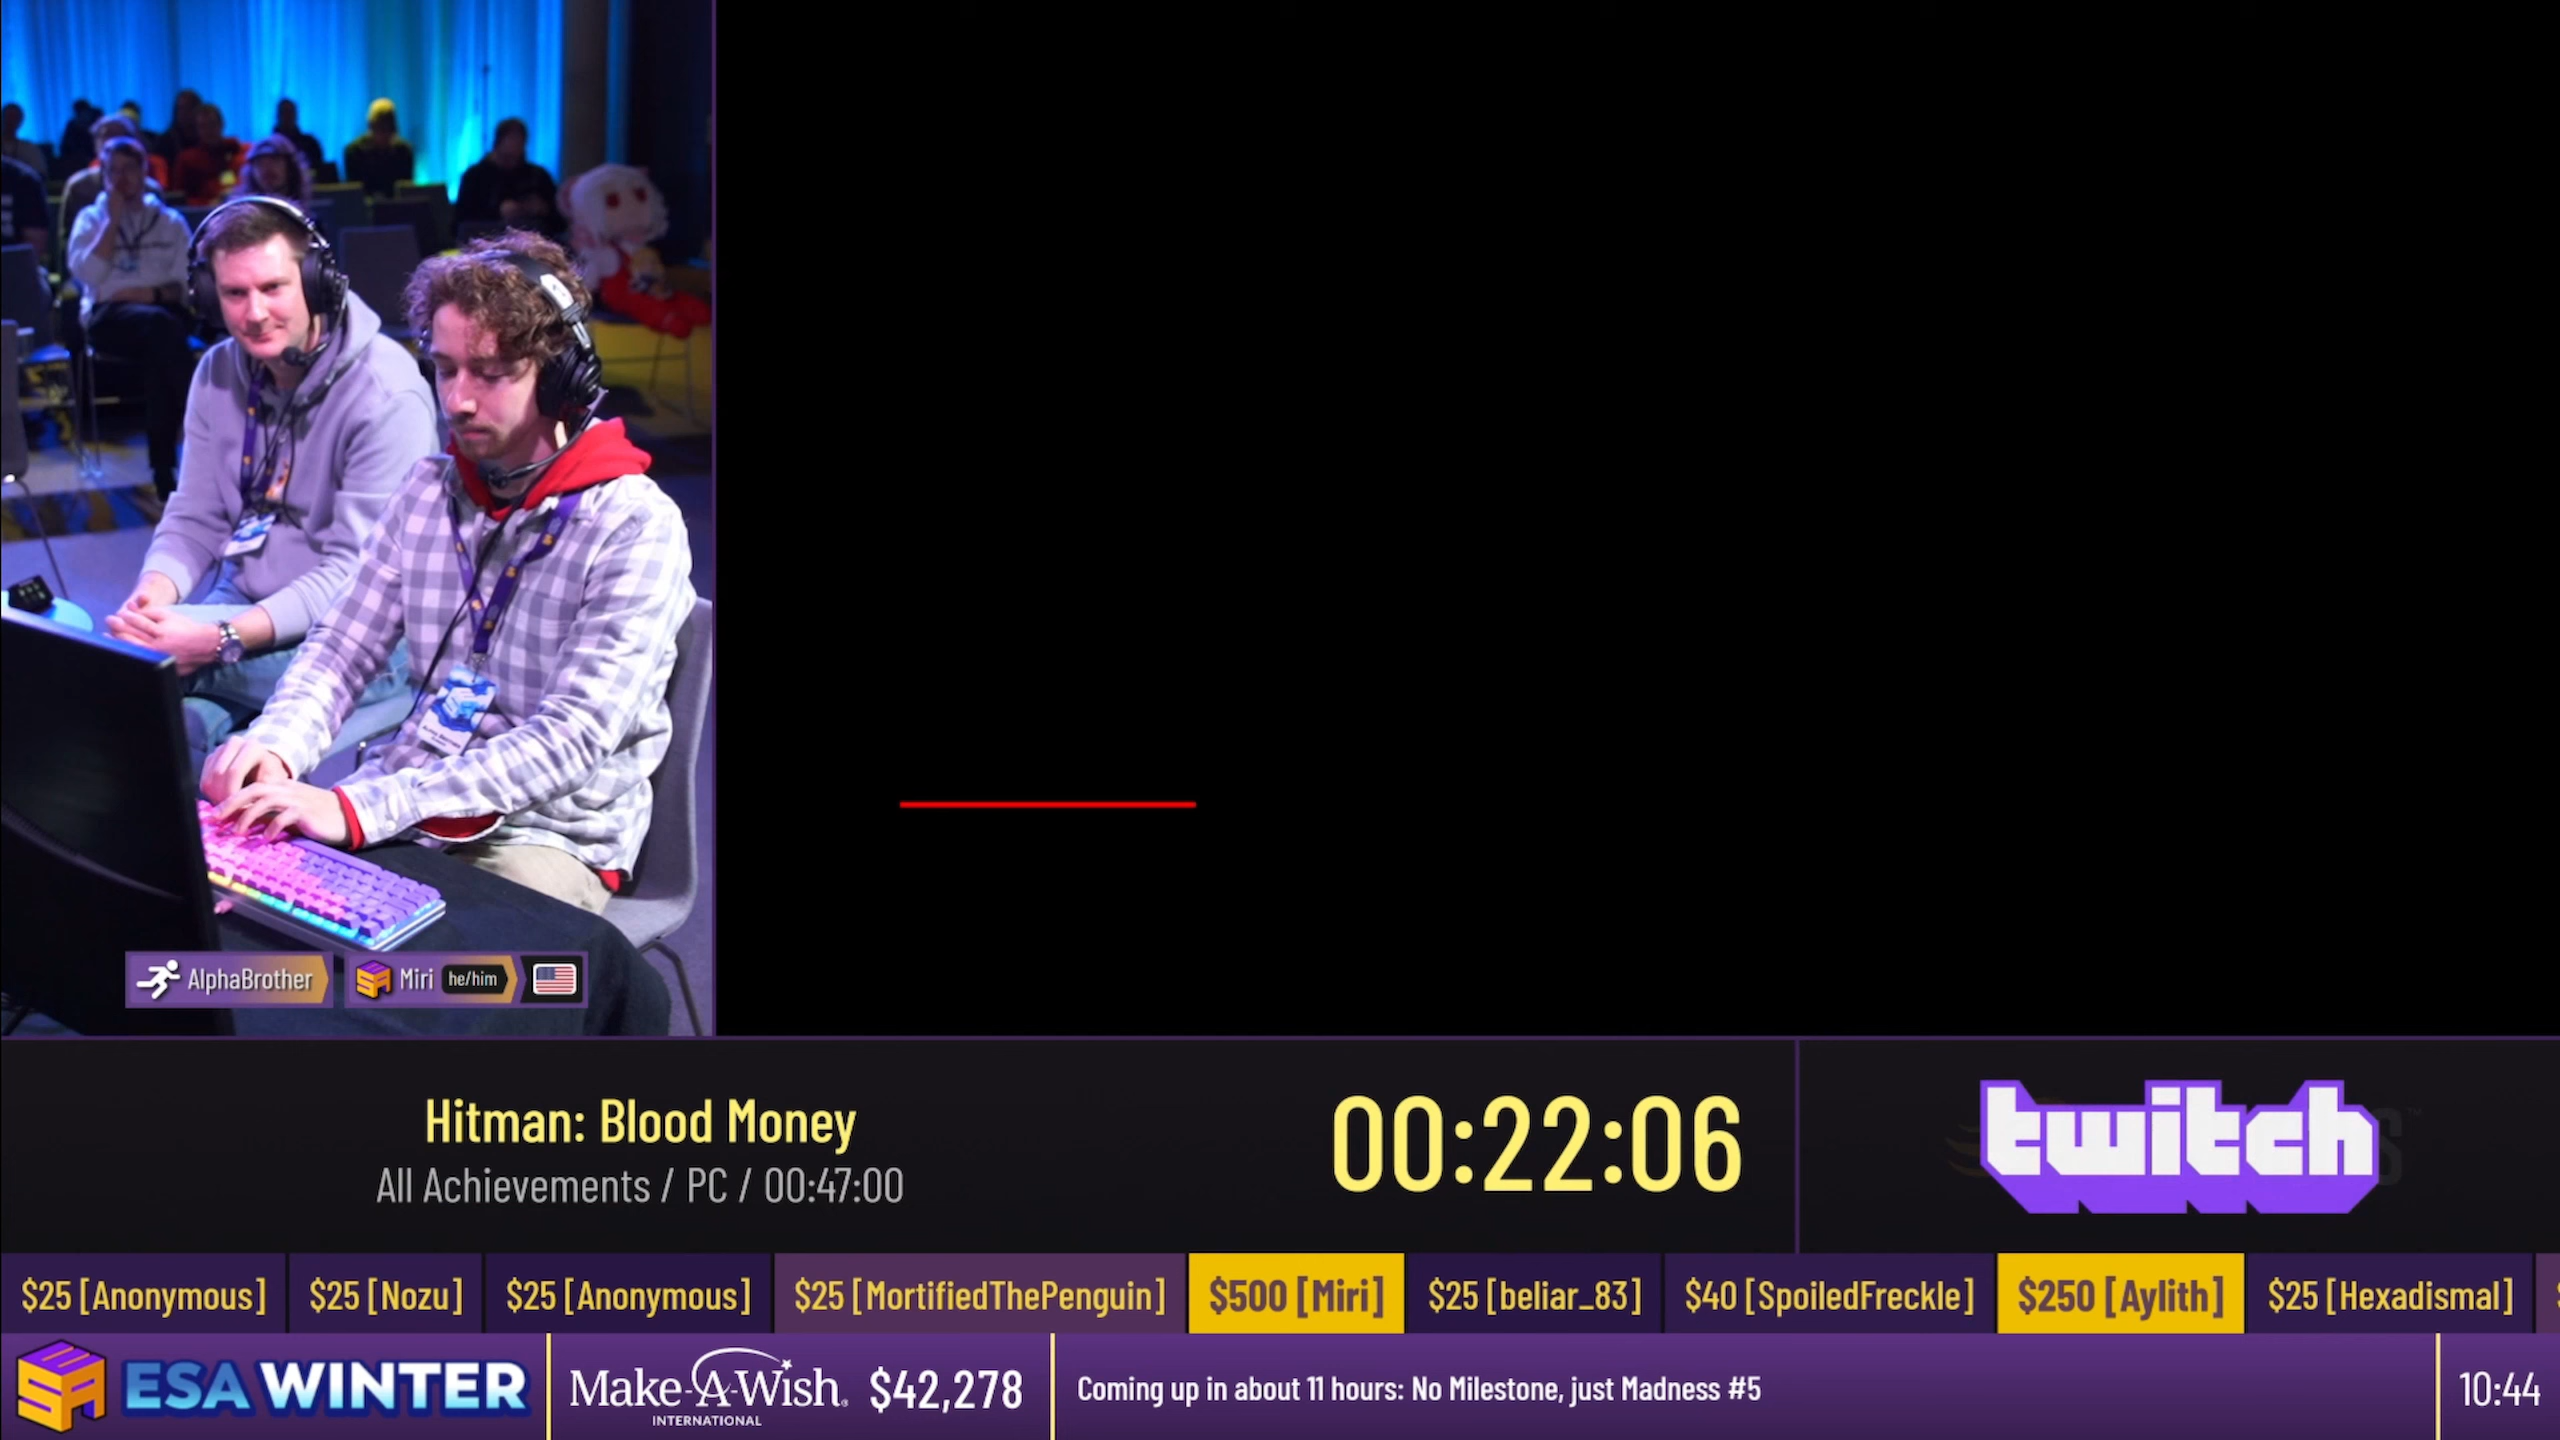 AlphaBrother
Miri he/him
Hitman: Blood Money
All Achievements / PC / 00:47:00
00:22:06
twitch
$25 [Anonymous] $25 [Nozu] $25 [Anonymous] $25 [MortifiedThePenguin] $500 [Miri] $25 [beliar_83] $40 [SpoiledFreckle] $250 [Aylith] $25 [Hexadismal]
ESA WINTER
Make-A-Wish®
INTERNATIONAL
$42,278
Coming up in about 11 hours: No Milestone, just Madness #5
10:44